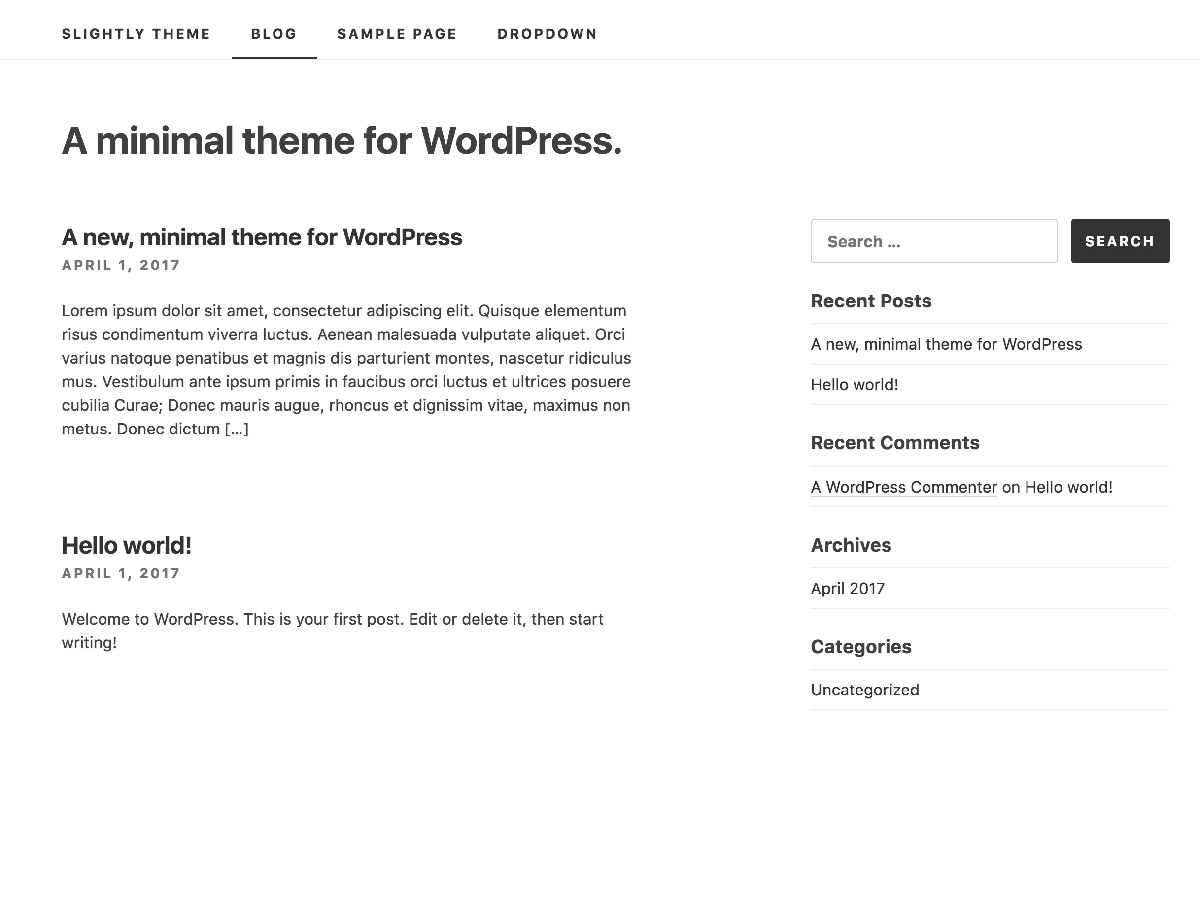 SLIGHTLY THEME BLOG SAMPLE PAGE DROPDOWN
A minimal theme for WordPress.
A new, minimal theme for WordPress
APRIL 1, 2017
Lorem ipsum dolor sit amet, consectetur adipiscing elit. Quisque elementum
risus condimentum viverra luctus. Aenean malesuada vulputate aliquet. Orci
varius natoque penatibus et magnis dis parturient montes, nascetur ridiculus
mus. Vestibulum ante ipsum primis in faucibus orci luctus et ultrices posuere
cubilia Curae; Donec mauris augue, rhoncus et dignissim vitae, maximus non
metus. Donec dictum [...]
Hello world!
APRIL 1, 2017
Welcome to WordPress. This is your first post. Edit or delete it, then start
writing!
Search ...
SEARCH
Recent Posts
A new, minimal theme for WordPress
Hello world!
Recent Comments
A WordPress Commenter on Hello world!
Archives
April 2017
Categories
Uncategorized